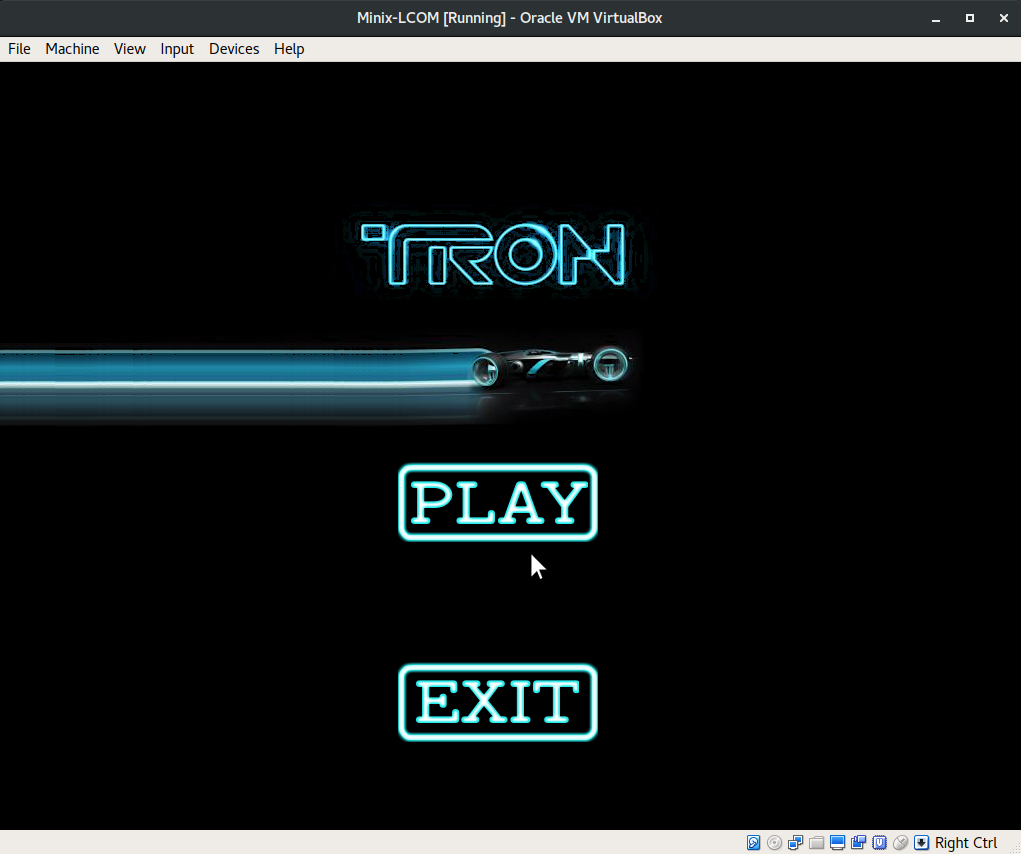 Minix-LCOM [Running] - Oracle VM VirtualBox
File Machine View Input Devices Help
TRON
PLAY
EXIT
Right Ctrl